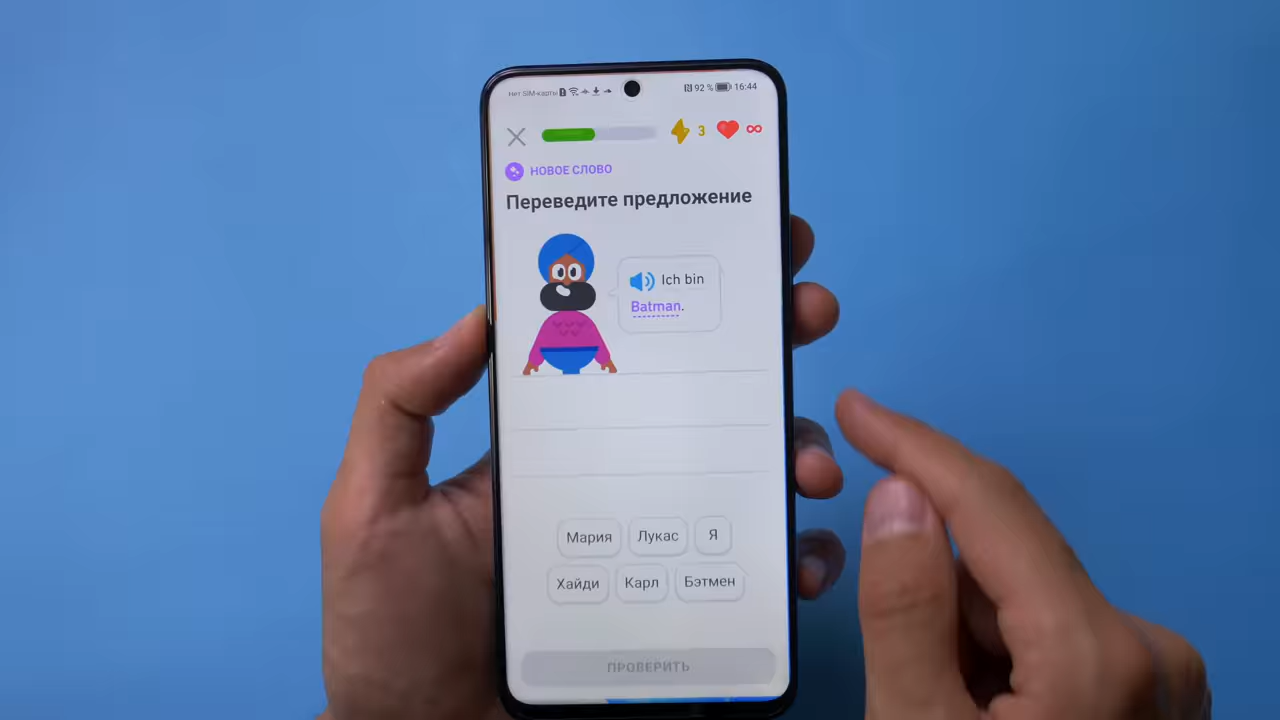 Нет SIM-карты 92 % 16:44
3 ∞
НОВОЕ СЛОВО
Переведите предложение
Ich bin
Batman.
Мария Лукас Я
Хайди Карл Бэтмен
ПРОВЕРИТЬ